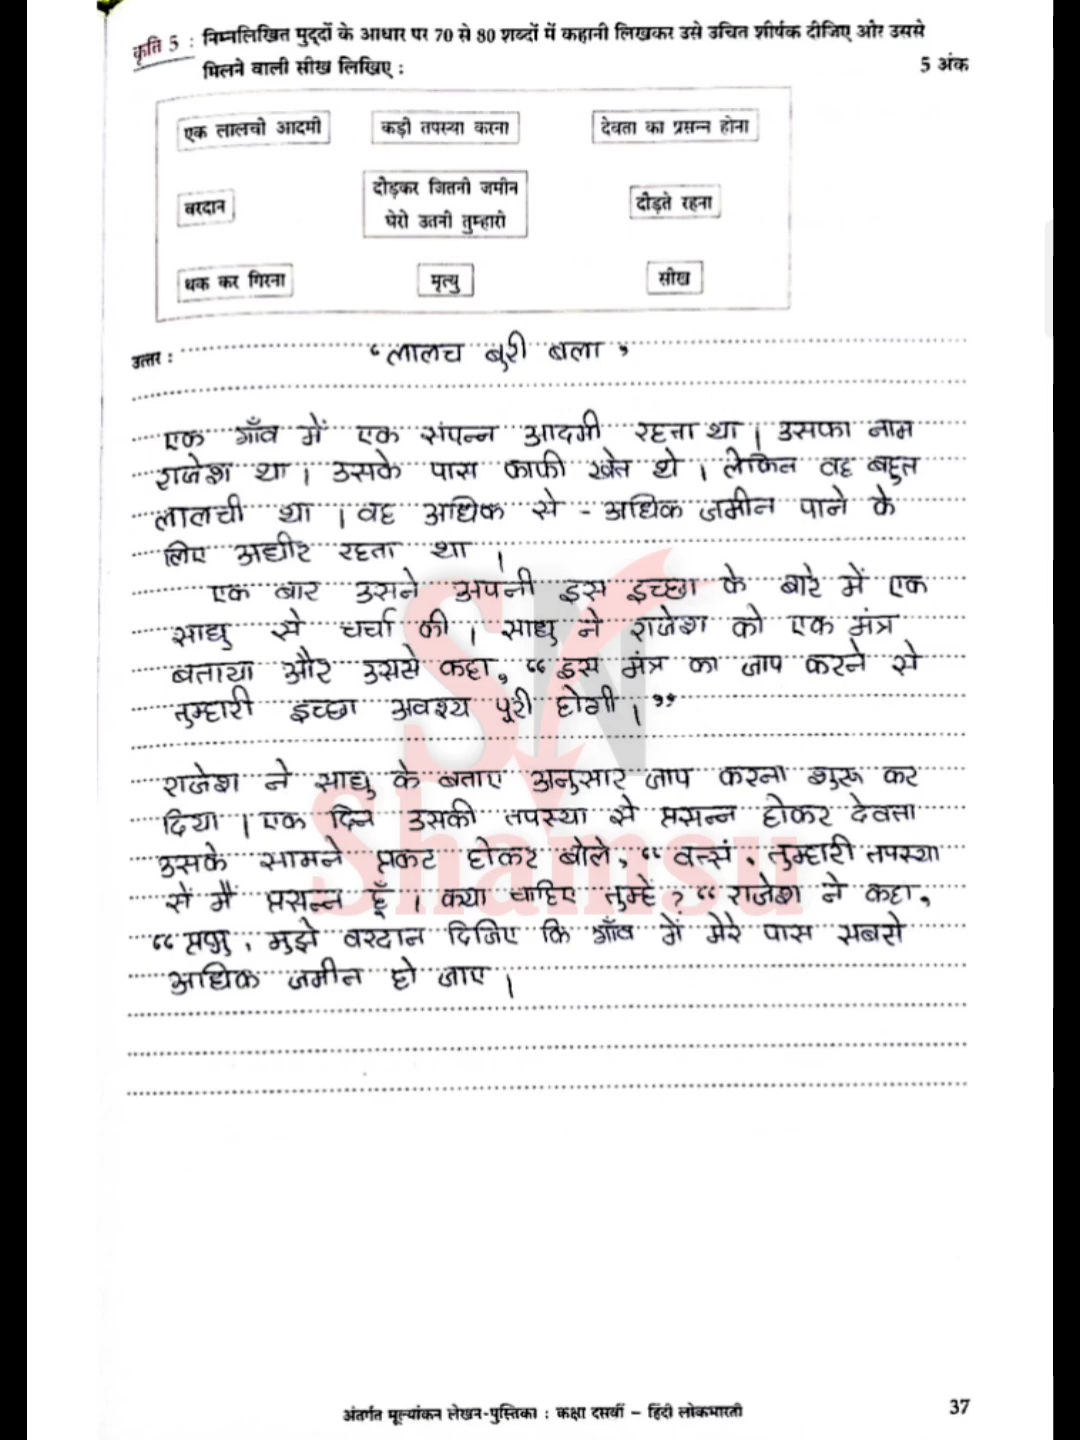 कृति 5 : निम्नलिखित मुद्दों के आधार पर 70 से 80 शब्दों में कहानी लिखकर उसे उचित शीर्षक दीजिए और उससे
मिलने वाली सीख लिखिए : 5 अंक
एक लालची आदमी कड़ी तपस्या करना देवता का प्रसन्न होना
वरदान दौड़कर जितनी जमीन घेरो उतनी तुम्हारी दौड़ते रहना
थक कर गिरना मृत्यु सीख
उत्तर : “लालच बुरी बला”
एक गाँव में एक संपन्न आदमी रहता था। उसका नाम
राजेश था। उसके पास काफी खेत थे। लेकिन वह बहुत
लालची था। वह अधिक से - अधिक जमीन पाने के
लिए अधीर रहता था।
एक बार उसने अपनी इस इच्छा के बारे में एक
साधु से चर्चा की। साधु ने राजेश को एक मंत्र
बताया और उससे कहा, “इस मंत्र का जाप करने से
तुम्हारी इच्छा अवश्य पूरी होगी।”
राजेश ने साधु के बताए अनुसार जाप करना शुरू कर
दिया। एक दिन उसकी तपस्या से प्रसन्न होकर देवता
उसके सामने प्रकट होकर बोले, “वत्सं, तुम्हारी तपस्या
से मैं प्रसन्न हूँ। क्या चाहिए तुम्हे? “राजेश ने कहा,
“प्रभु, मुझे वरदान दिजिए कि गाँव में मेरे पास सबसे
अधिक जमीन हो जाए।
SN
Shamsu
अंतर्गत मूल्यांकन लेखन-पुस्तिका : कक्षा दसवीं – हिंदी लोकभारती 37